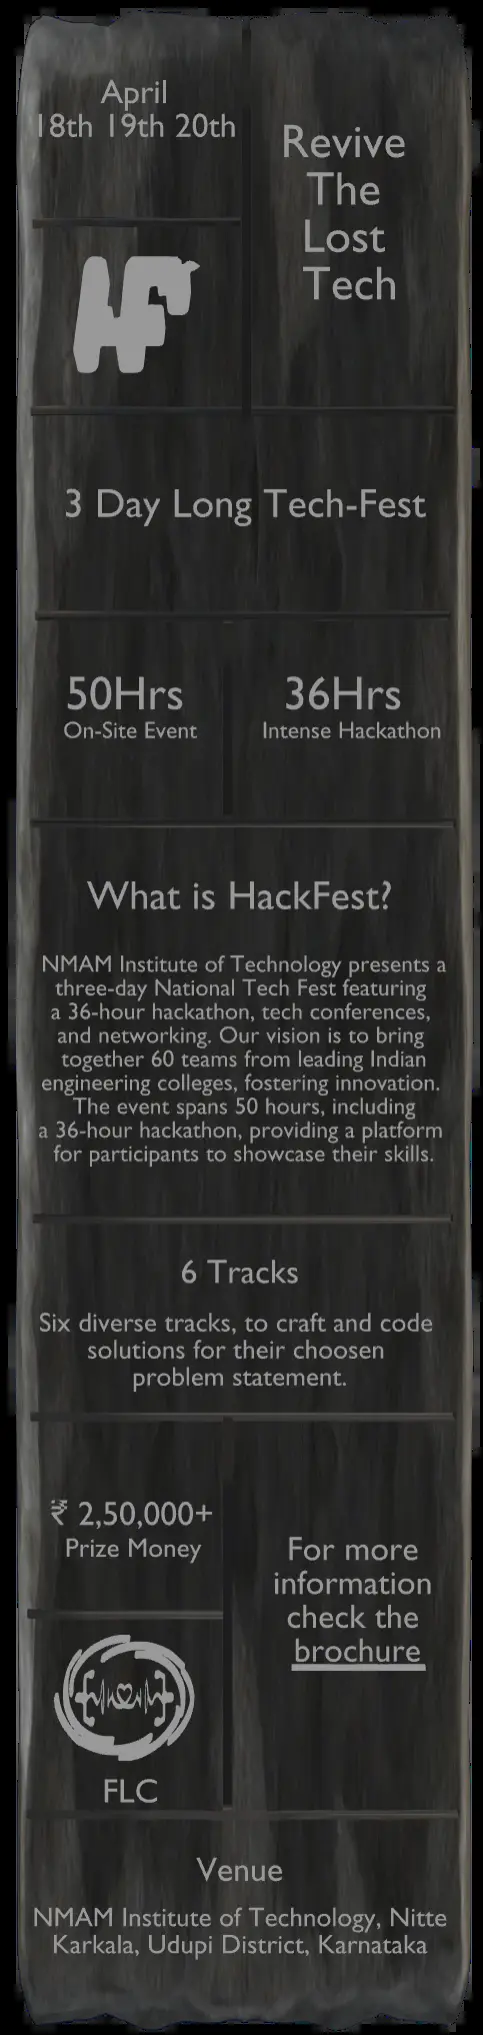 April
18th 19th 20th
Revive
The
Lost
Tech
HF
3 Day Long Tech-Fest
50Hrs
On-Site Event
36Hrs
Intense Hackathon
What is HackFest?
NMAM Institute of Technology presents a
three-day National Tech Fest featuring
a 36-hour hackathon, tech conferences,
and networking. Our vision is to bring
together 60 teams from leading Indian
engineering colleges, fostering innovation.
The event spans 50 hours, including
a 36-hour hackathon, providing a platform
for participants to showcase their skills.
6 Tracks
Six diverse tracks, to craft and code
solutions for their choosen
problem statement.
₹ 2,50,000+
Prize Money
For more
information
check the
brochure
FLC
Venue
NMAM Institute of Technology, Nitte
Karkala, Udupi District, Karnataka